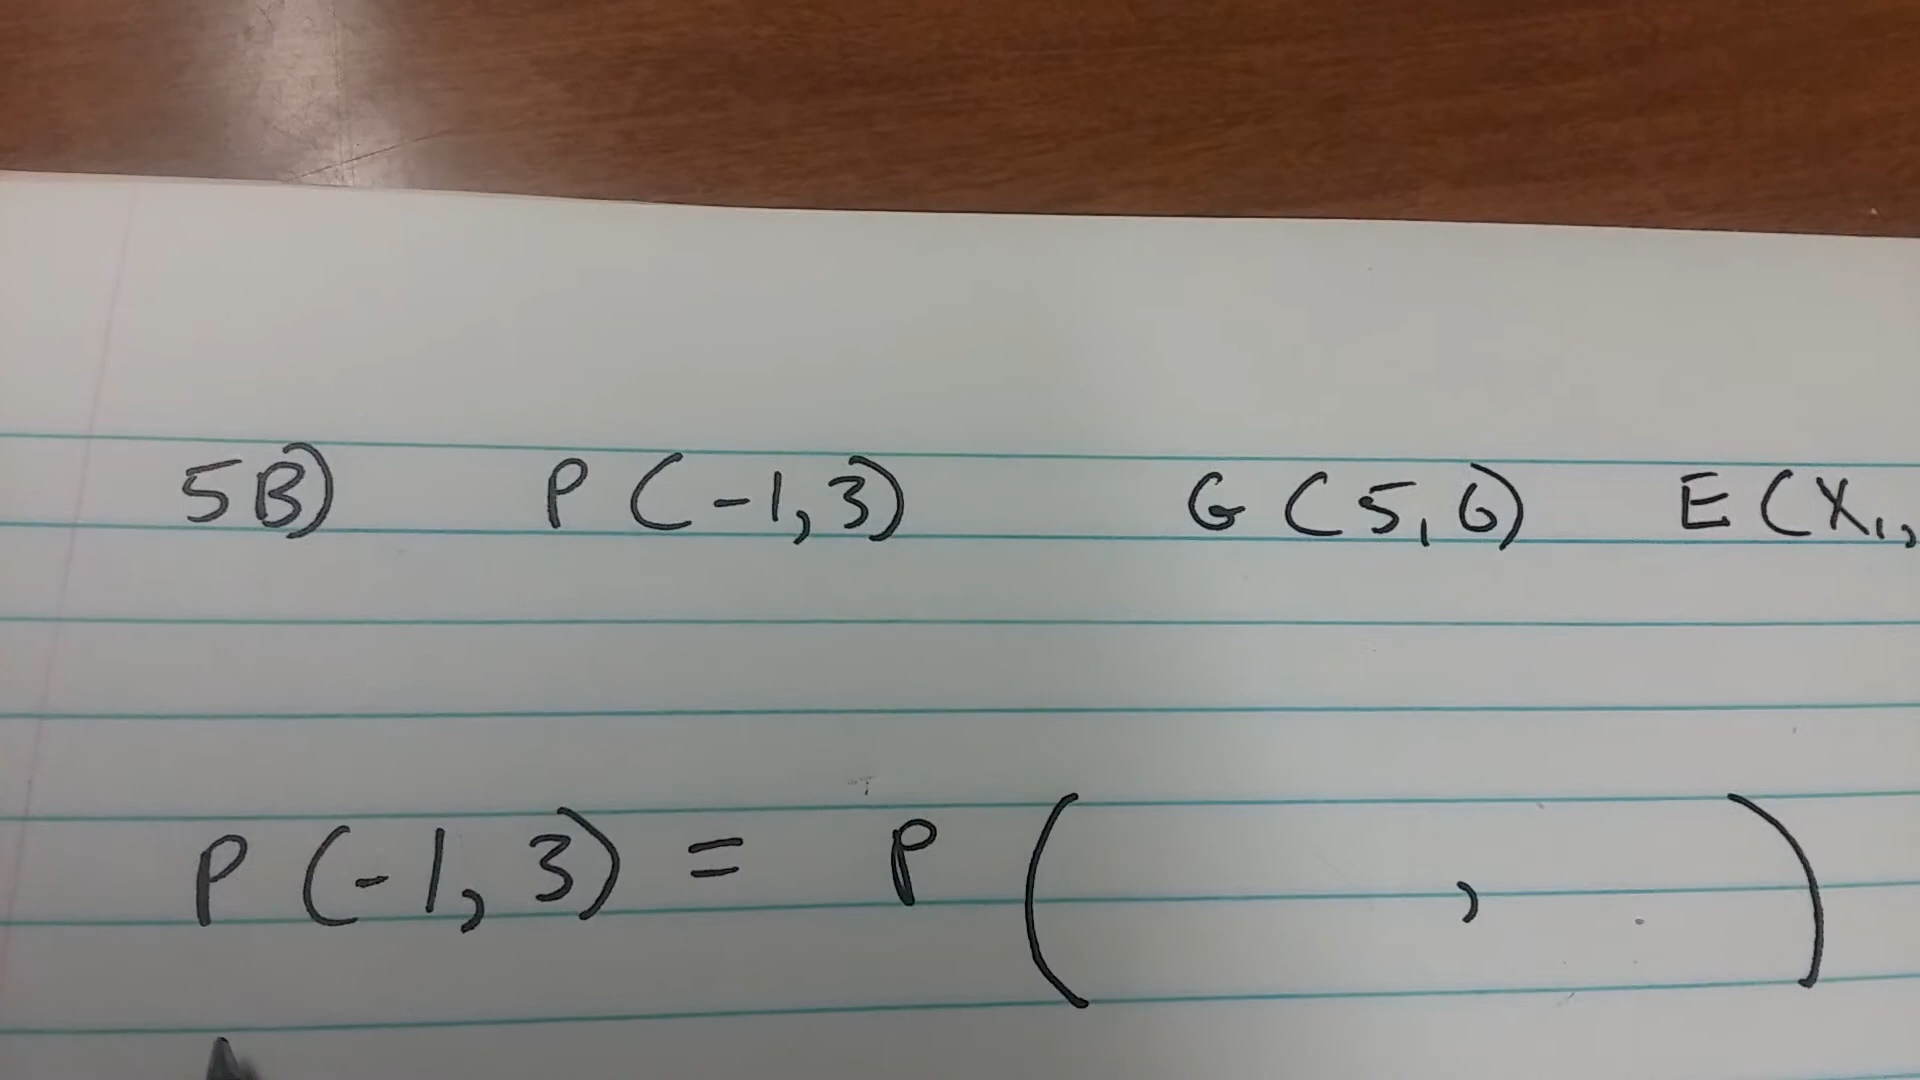 5B) P(-1,3) G(5,6) E(X₁,
P(-1,3) = P( , )